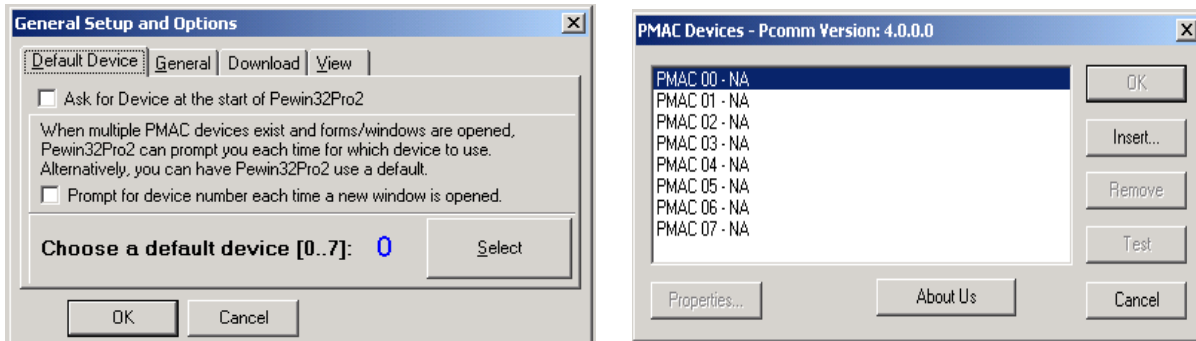 General Setup and Options
Default Device
General
Download
View
Ask for Device at the start of Pewin32Pro2
When multiple PMAC devices exist and forms/windows are opened,
Pewin32Pro2 can prompt you each time for which device to use.
Alternatively, you can have Pewin32Pro2 use a default.
Prompt for device number each time a new window is opened.
Choose a default device [0..7]: 0
Select
OK
Cancel
PMAC Devices - Pcomm Version: 4.0.0.0
PMAC 00 - NA
PMAC 01 - NA
PMAC 02 - NA
PMAC 03 - NA
PMAC 04 - NA
PMAC 05 - NA
PMAC 06 - NA
PMAC 07 - NA
OK
Insert...
Remove
Test
Properties...
About Us
Cancel